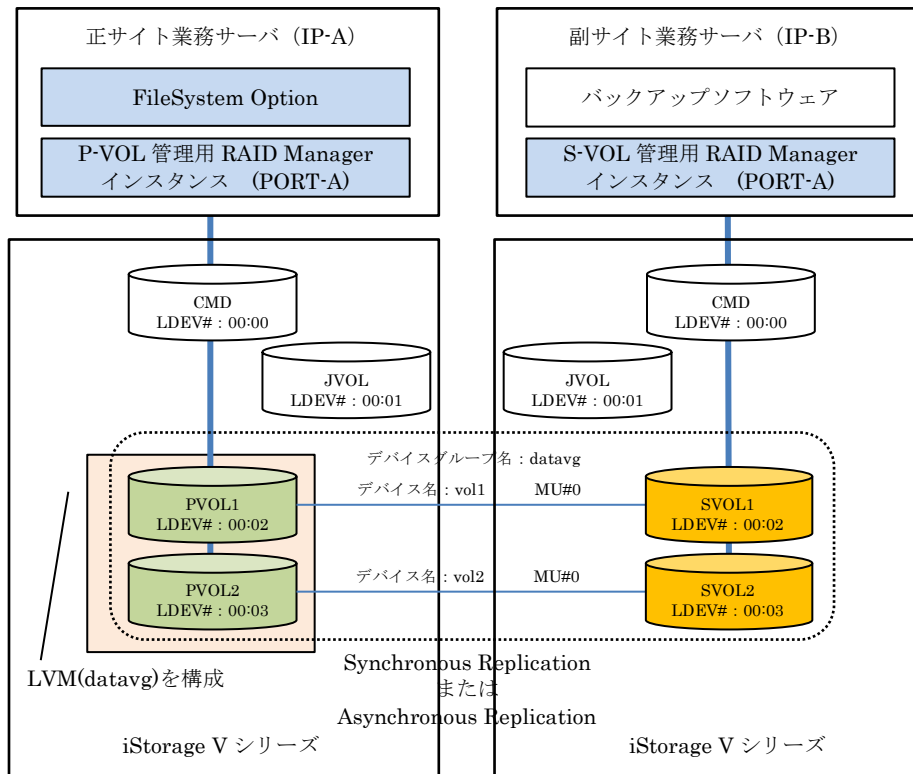 正サイト業務サーバ（IP-A）
FileSystem Option
P-VOL 管理用 RAID Manager
インスタンス　(PORT-A)
副サイト業務サーバ（IP-B）
バックアップソフトウェア
S-VOL 管理用 RAID Manager
インスタンス　(PORT-A)
CMD
LDEV#：00:00
JVOL
LDEV#：00:01
CMD
LDEV#：00:00
JVOL
LDEV#：00:01
デバイスグループ名：datavg
デバイス名：vol1　MU#0
PVOL1
LDEV#：00:02
SVOL1
LDEV#：00:02
デバイス名：vol2　MU#0
PVOL2
LDEV#：00:03
SVOL2
LDEV#：00:03
LVM(datavg)を構成
Synchronous Replication
または
Asynchronous Replication
iStorage V シリーズ
iStorage V シリーズ